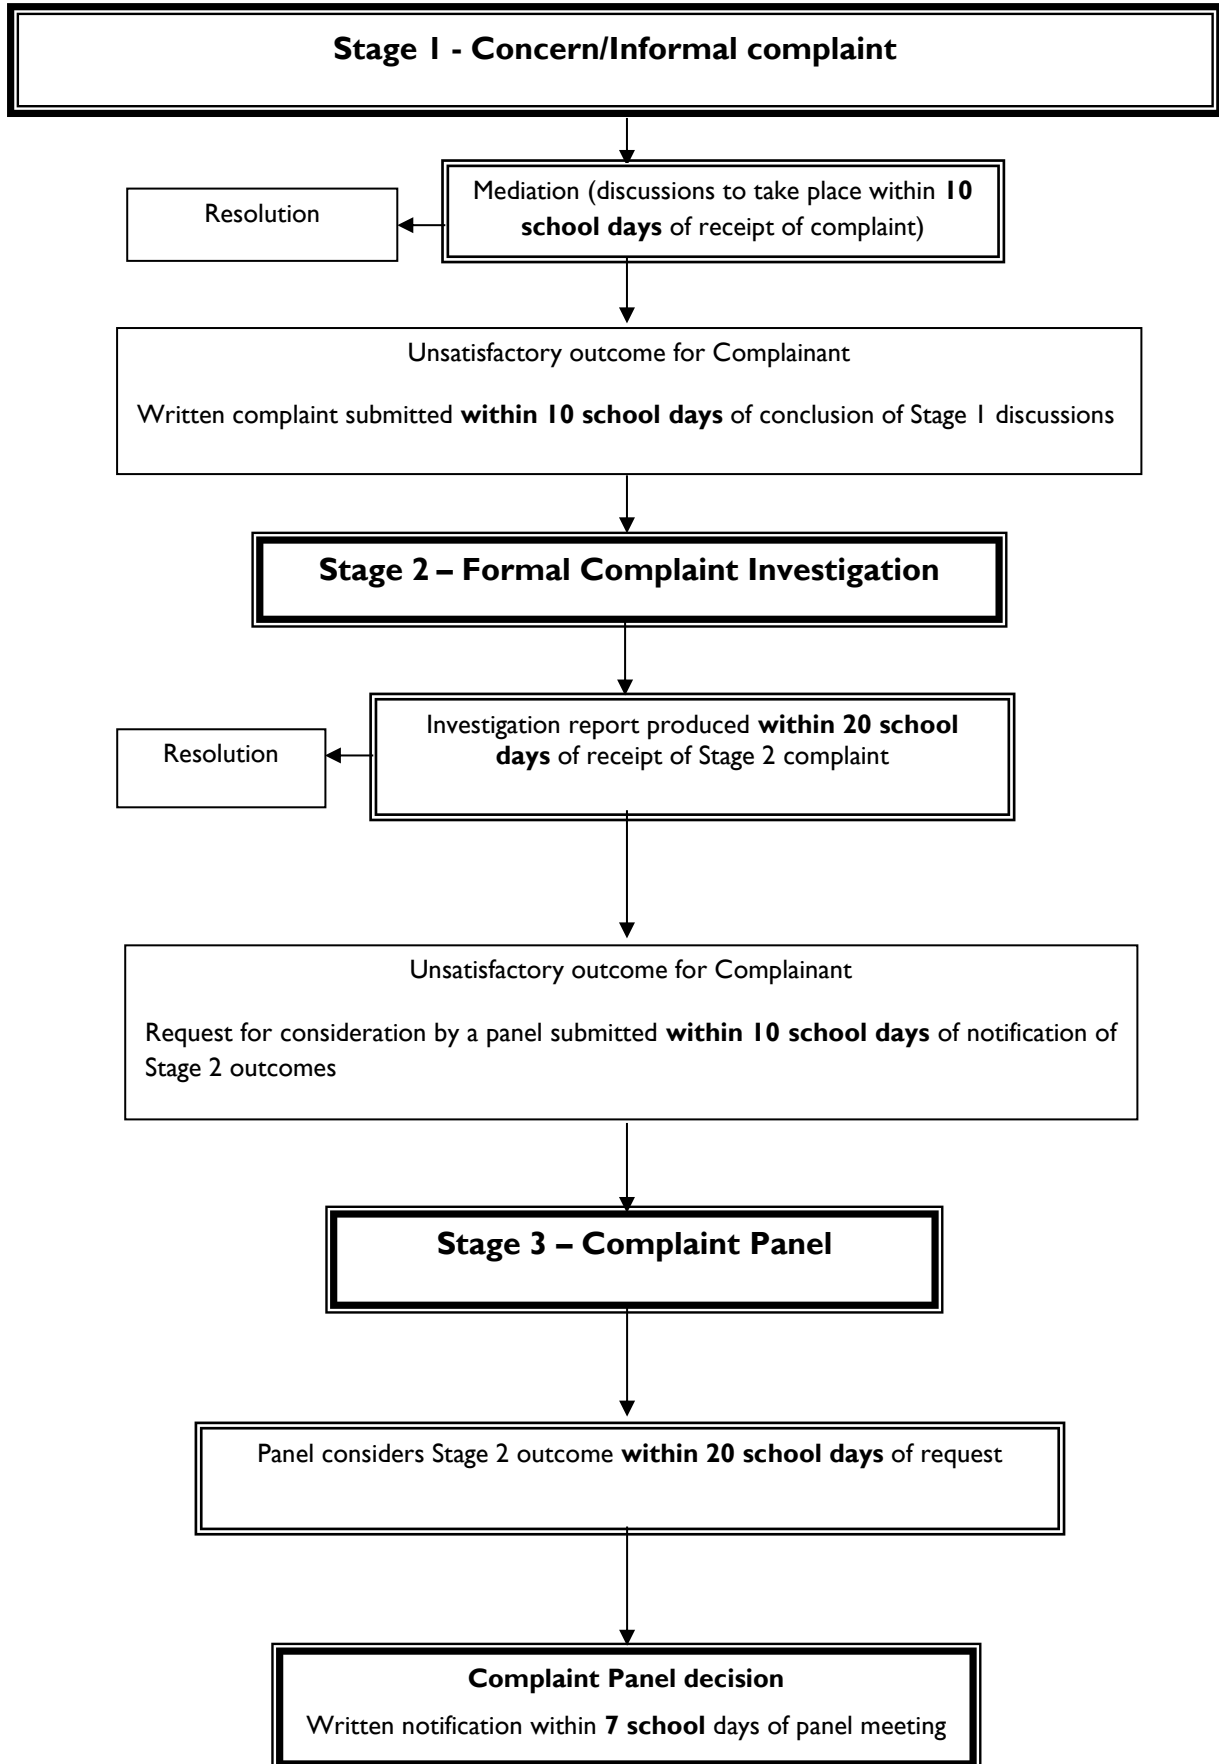 Stage 1 - Concern/Informal complaint
Mediation (discussions to take place within 10
school days of receipt of complaint)
Resolution
Unsatisfactory outcome for Complainant
Written complaint submitted within 10 school days of conclusion of Stage 1 discussions
Stage 2 – Formal Complaint Investigation
Investigation report produced within 20 school
days of receipt of Stage 2 complaint
Resolution
Unsatisfactory outcome for Complainant
Request for consideration by a panel submitted within 10 school days of notification of
Stage 2 outcomes
Stage 3 – Complaint Panel
Panel considers Stage 2 outcome within 20 school days of request
Complaint Panel decision
Written notification within 7 school days of panel meeting